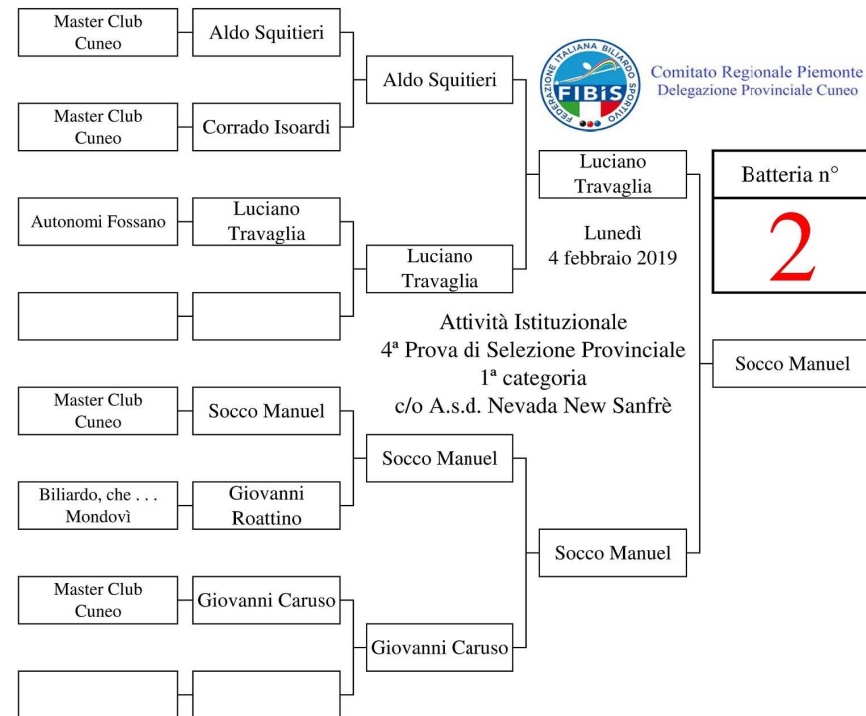 Master Club
Cuneo
Aldo Squitieri
Aldo Squitieri
Master Club
Cuneo
Corrado Isoardi
FEDERAZIONE ITALIANA BILIARDO SPORTIVO
FIBiS
Comitato Regionale Piemonte
Delegazione Provinciale Cuneo
Luciano
Travaglia
Batteria n°
2
Autonomi Fossano
Luciano
Travaglia
Luciano
Travaglia
Lunedì
4 febbraio 2019
Attività Istituzionale
4ª Prova di Selezione Provinciale
1ª categoria
c/o A.s.d. Nevada New Sanfrè
Socco Manuel
Master Club
Cuneo
Socco Manuel
Socco Manuel
Biliardo, che . . .
Mondovì
Giovanni
Roattino
Socco Manuel
Master Club
Cuneo
Giovanni Caruso
Giovanni Caruso